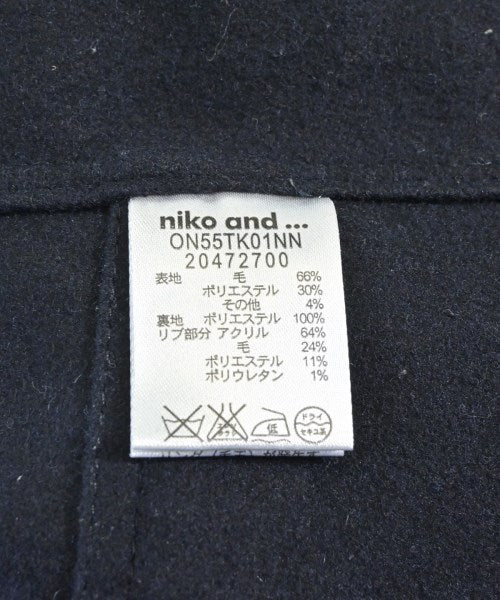 niko and ...
ON55TK01NN
20472700
表地 毛 66%
ポリエステル 30%
その他 4%
裏地 ポリエステル 100%
リブ部分 アクリル 64%
毛 24%
ポリエステル 11%
ポリウレタン 1%
低 ドライ
セキユ系